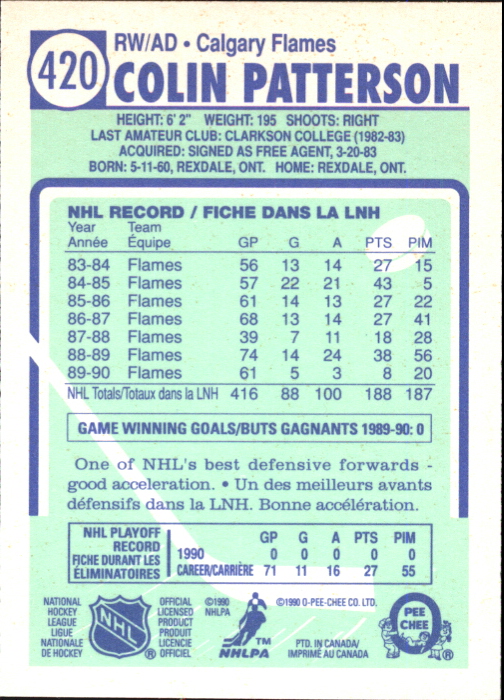 420
RW/AD • Calgary Flames
COLIN PATTERSON
HEIGHT: 6' 2" WEIGHT: 195 SHOOTS: RIGHT
LAST AMATEUR CLUB: CLARKSON COLLEGE (1982-83)
ACQUIRED: SIGNED AS FREE AGENT, 3-20-83
BORN: 5-11-60, REXDALE, ONT. HOME: REXDALE, ONT.
NHL RECORD / FICHE DANS LA LNH
Year Team
Année Équipe GP G A PTS PIM
83-84 Flames 56 13 14 27 15
84-85 Flames 57 22 21 43 5
85-86 Flames 61 14 13 27 22
86-87 Flames 68 13 14 27 41
87-88 Flames 39 7 11 18 28
88-89 Flames 74 14 24 38 56
89-90 Flames 61 5 3 8 20
NHL Totals/Totaux dans la LNH 416 88 100 188 187
GAME WINNING GOALS/BUTS GAGNANTS 1989-90: 0
One of NHL's best defensive forwards -
good acceleration. • Un des meilleurs avants
défensifs dans la LNH. Bonne accélération.
NHL PLAYOFF
RECORD
FICHE DURANT LES
ÉLIMINATOIRES
GP G A PTS PIM
1990 0 0 0 0 0
CAREER/CARRIÈRE 71 11 16 27 55
NATIONAL
HOCKEY
LEAGUE
LIGUE
NATIONALE
DE HOCKEY
NHL
®
OFFICIAL
LICENSED
PRODUCT
PRODUIT
LICENCIÉ
OFFICIEL
©1990
NHLPA
TM
NHLPA
©1990 O-PEE-CHEE CO. LTD.
PTD. IN CANADA/
IMPRIMÉ AU CANADA
O
PEE
CHEE
®